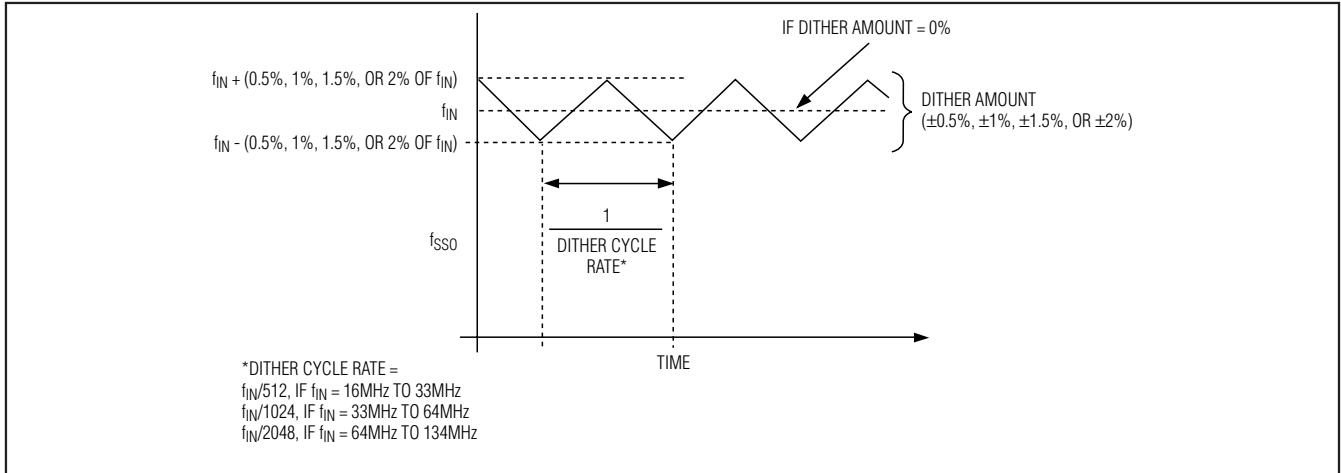 IF DITHER AMOUNT = 0%
fIN + (0.5%, 1%, 1.5%, OR 2% OF fIN)
fIN
fIN - (0.5%, 1%, 1.5%, OR 2% OF fIN)
DITHER AMOUNT
(±0.5%, ±1%, ±1.5%, OR ±2%)
fSSO
1
DITHER CYCLE
RATE*
TIME
*DITHER CYCLE RATE =
fIN/512, IF fIN = 16MHz TO 33MHz
fIN/1024, IF fIN = 33MHz TO 64MHz
fIN/2048, IF fIN = 64MHz TO 134MHz